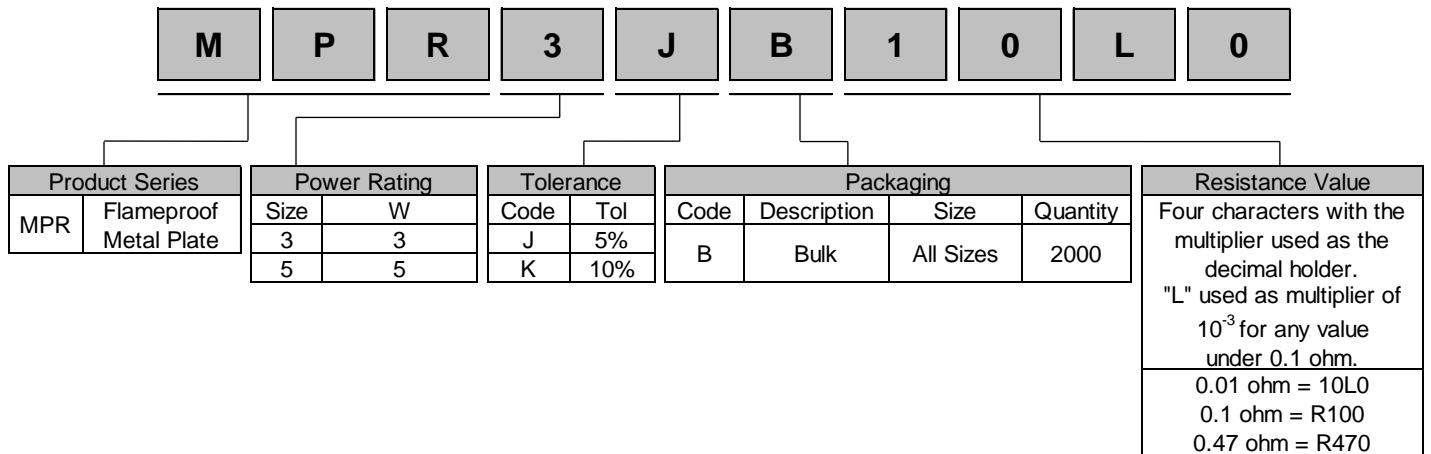 M P R 3 J B 1 0 L 0
Product Series
MPR Flameproof
Metal Plate
Power Rating
Size W
3 3
5 5
Tolerance
Code Tol
J 5%
K 10%
Packaging
Code Description Size Quantity
B Bulk All Sizes 2000
Resistance Value
Four characters with the
multiplier used as the
decimal holder.
"L" used as multiplier of
10⁻³ for any value
under 0.1 ohm.
0.01 ohm = 10L0
0.1 ohm = R100
0.47 ohm = R470